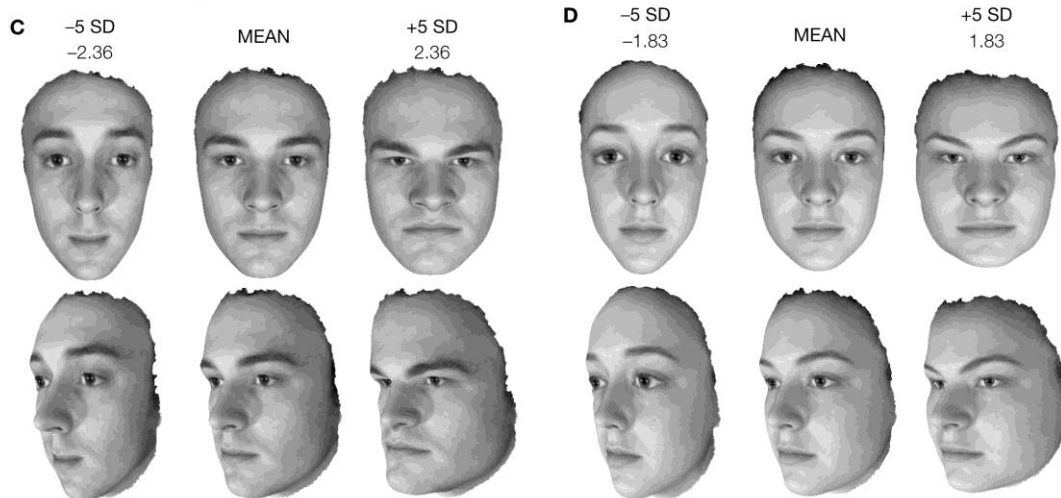 C
–5 SD
–2.36
MEAN
+5 SD
2.36
D
–5 SD
–1.83
MEAN
+5 SD
1.83